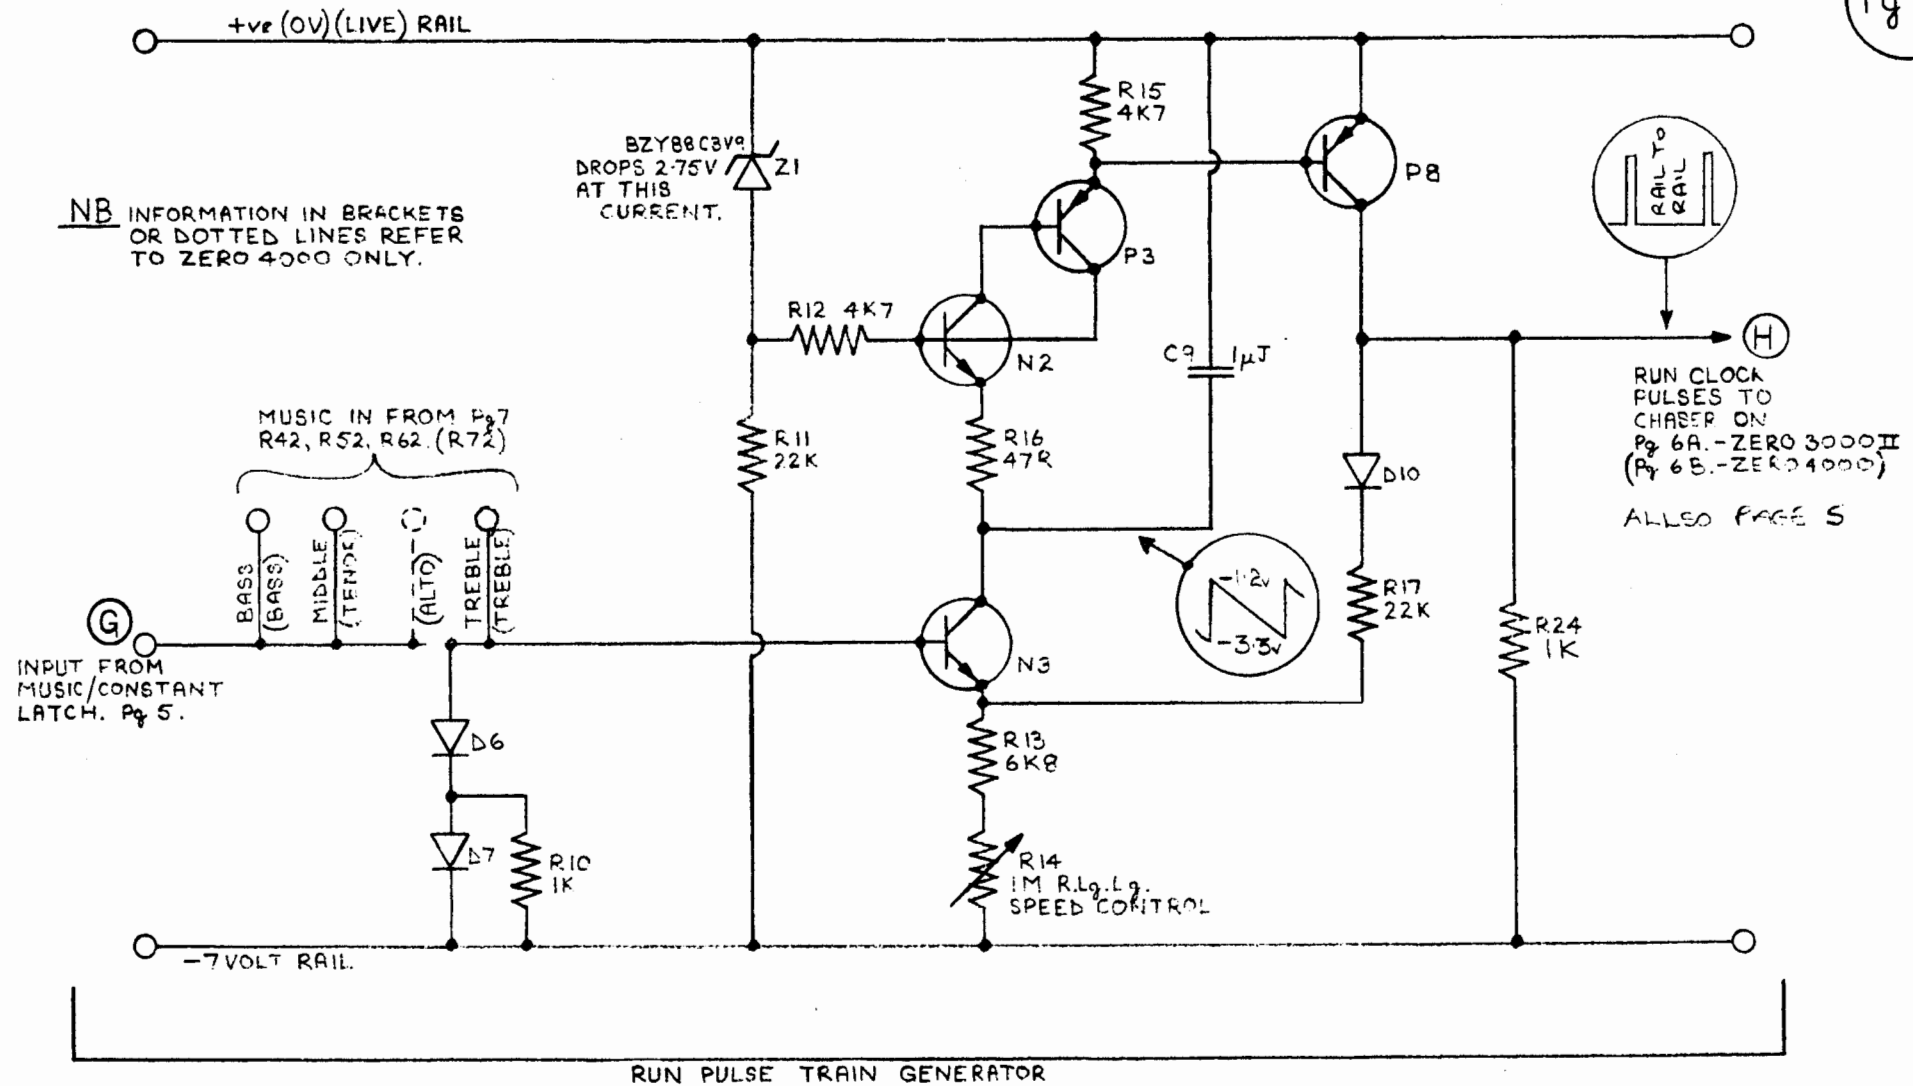 Pg
+ve (OV)(LIVE) RAIL
R15
4K7
BZY88C3V9
DROPS 2·75V
AT THIS
CURRENT.
Z1
P8
RAIL TO
RAIL
NB INFORMATION IN BRACKETS
OR DOTTED LINES REFER
TO ZERO 4000 ONLY.
P3
R12 4K7
N2
C9 1µJ
H
RUN CLOCK
PULSES TO
CHASER ON
Pg 6A.-ZERO 3000 II
(Pg 6B.-ZERO 4000)
ALLSO PAGE 5
MUSIC IN FROM Pg7
R42, R52, R62.(R72)
R11
22K
R16
47R
D10
BASS
(BASS)
MIDDLE
(TENOR)
(ALTO)
TREBLE
(TREBLE)
-1·2v
-3·3v
R17
22K
R24
1K
G
INPUT FROM
MUSIC/CONSTANT
LATCH. Pg 5.
N3
D6
R13
6K8
D7
R10
1K
R14
1M R.Lg.Lg.
SPEED CONTROL
-7 VOLT RAIL.
RUN PULSE TRAIN GENERATOR